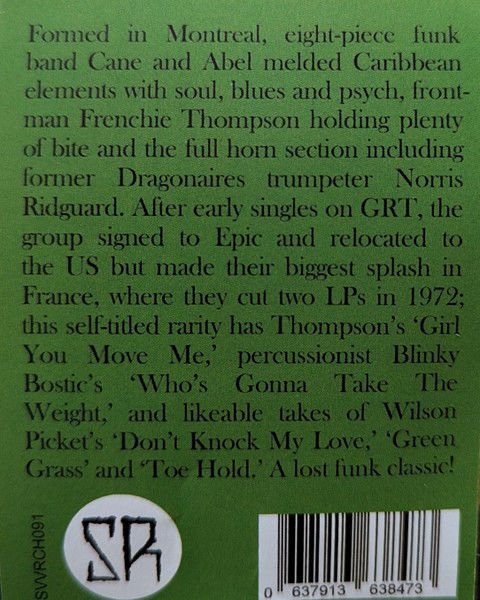 Formed in Montreal, eight-piece funk
band Cane and Abel melded Caribbean
elements with soul, blues and psych, front-
man Frenchie Thompson holding plenty
of bite and the full horn section including
former Dragonaires trumpeter Norris
Ridguard. After early singles on GRT, the
group signed to Epic and relocated to
the US but made their biggest splash in
France, where they cut two LPs in 1972;
this self-titled rarity has Thompson's 'Girl
You Move Me,' percussionist Blinky
Bostic's 'Who's Gonna Take The
Weight,' and likeable takes of Wilson
Picket's 'Don't Knock My Love,' 'Green
Grass' and 'Toe Hold.' A lost funk classic!
SVVRCH091
SR
0 637913 638473